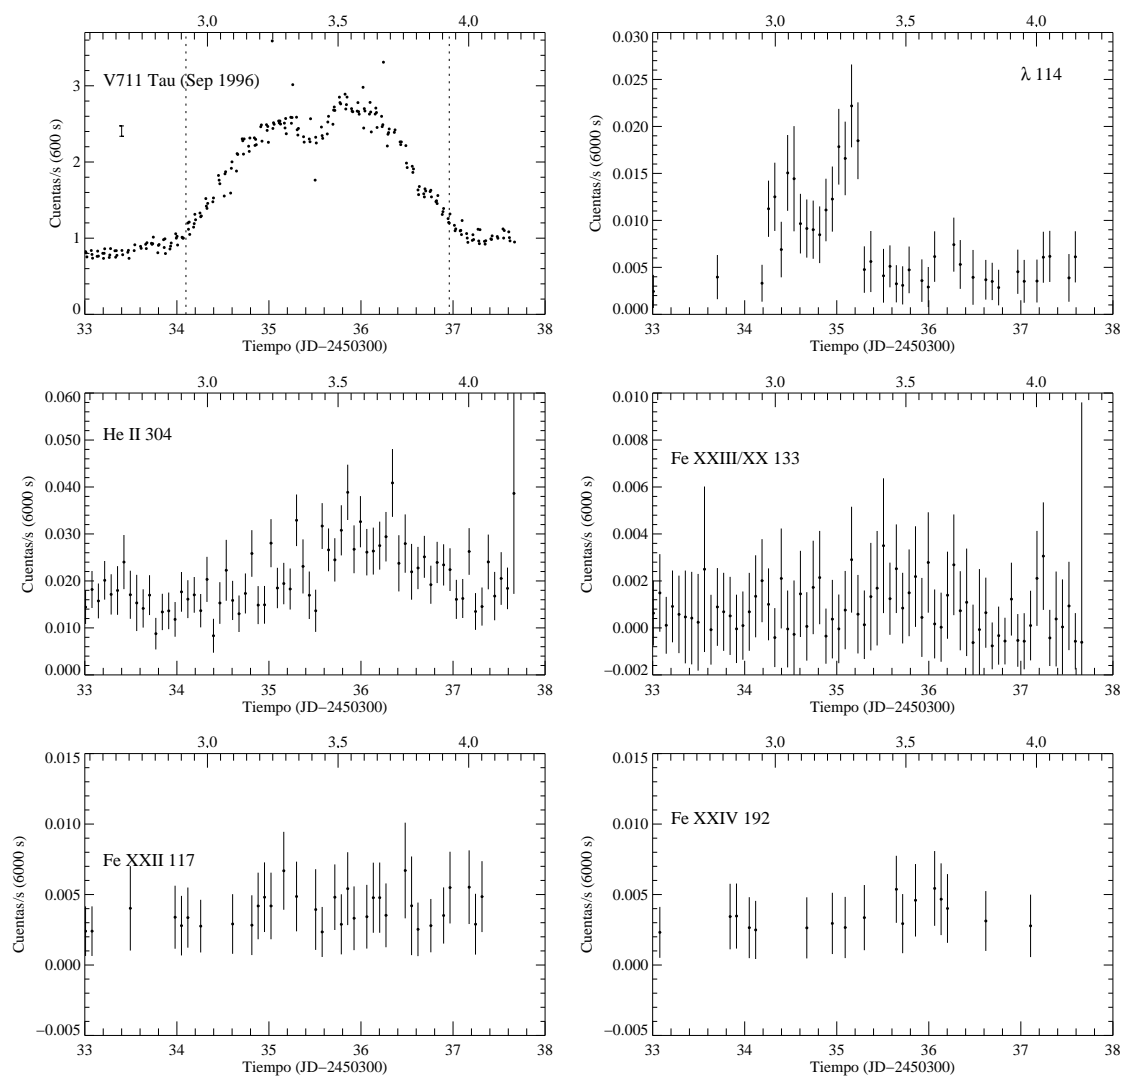 3.0 3.5 4.0
V711 Tau (Sep 1996)
Cuentas/s (600 s)
3
2
1
0
33 34 35 36 37 38
Tiempo (JD−2450300)
3.0 3.5 4.0
λ 114
Cuentas/s (6000 s)
0.030
0.025
0.020
0.015
0.010
0.005
0.000
33 34 35 36 37 38
Tiempo (JD−2450300)
3.0 3.5 4.0
He II 304
Cuentas/s (6000 s)
0.060
0.050
0.040
0.030
0.020
0.010
0.000
33 34 35 36 37 38
Tiempo (JD−2450300)
3.0 3.5 4.0
Fe XXIII/XX 133
Cuentas/s (6000 s)
0.010
0.008
0.006
0.004
0.002
0.000
−0.002
33 34 35 36 37 38
Tiempo (JD−2450300)
3.0 3.5 4.0
Fe XXII 117
Cuentas/s (6000 s)
0.015
0.010
0.005
0.000
−0.005
33 34 35 36 37 38
Tiempo (JD−2450300)
3.0 3.5 4.0
Fe XXIV 192
Cuentas/s (6000 s)
0.015
0.010
0.005
0.000
−0.005
33 34 35 36 37 38
Tiempo (JD−2450300)